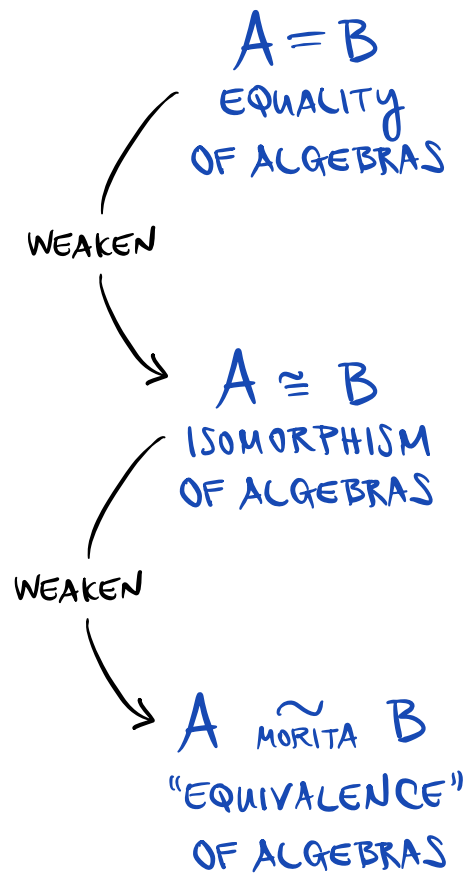 A = B
EQUALITY
OF ALGEBRAS
WEAKEN
A ≅ B
ISOMORPHISM
OF ALGEBRAS
WEAKEN
A ~ B
MORITA
"EQUIVALENCE"
OF ALGEBRAS